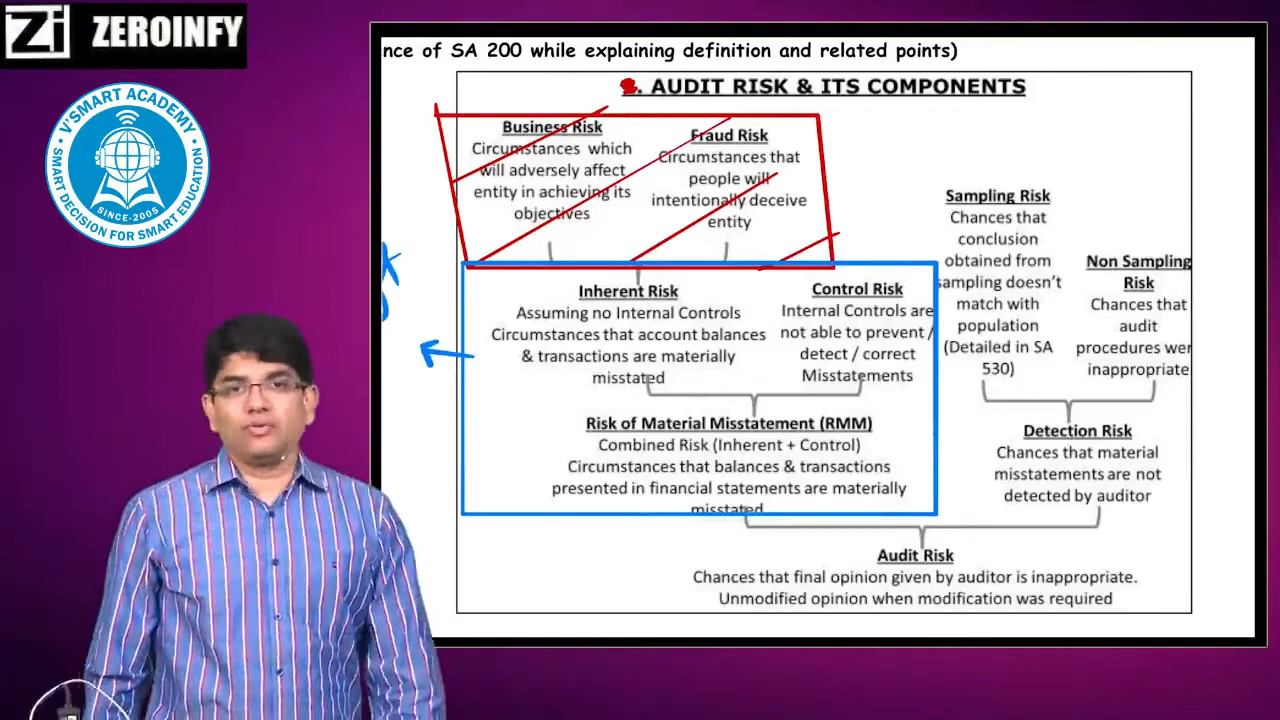 Zi ZEROINFY
V'SMART ACADEMY
SMART DECISION FOR SMART EDUCATION
SINCE-2005
nce of SA 200 while explaining definition and related points)
2. AUDIT RISK & ITS COMPONENTS
Business Risk
Circumstances which
will adversely affect
entity in achieving its
objectives
Fraud Risk
Circumstances that
people will
intentionally deceive
entity
Inherent Risk
Assuming no Internal Controls
Circumstances that account balances
& transactions are materially
misstated
Control Risk
Internal Controls are
not able to prevent /
detect / correct
Misstatements
Risk of Material Misstatement (RMM)
Combined Risk (Inherent + Control)
Circumstances that balances & transactions
presented in financial statements are materially
misstated
Sampling Risk
Chances that
conclusion
obtained from
sampling doesn't
match with
population
(Detailed in SA
530)
Non Sampling
Risk
Chances that
audit
procedures wer
inappropriate
Detection Risk
Chances that material
misstatements are not
detected by auditor
Audit Risk
Chances that final opinion given by auditor is inappropriate.
Unmodified opinion when modification was required